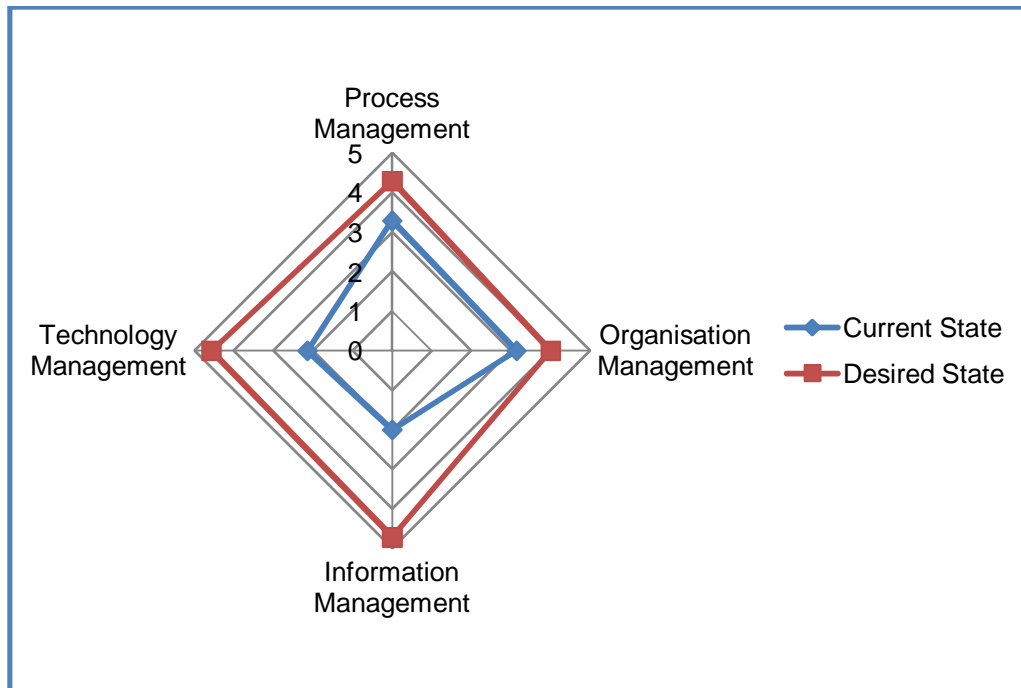 Process
Management
5
4
3
2
1
0
Technology
Management
Organisation
Management
Current State
Desired State
Information
Management